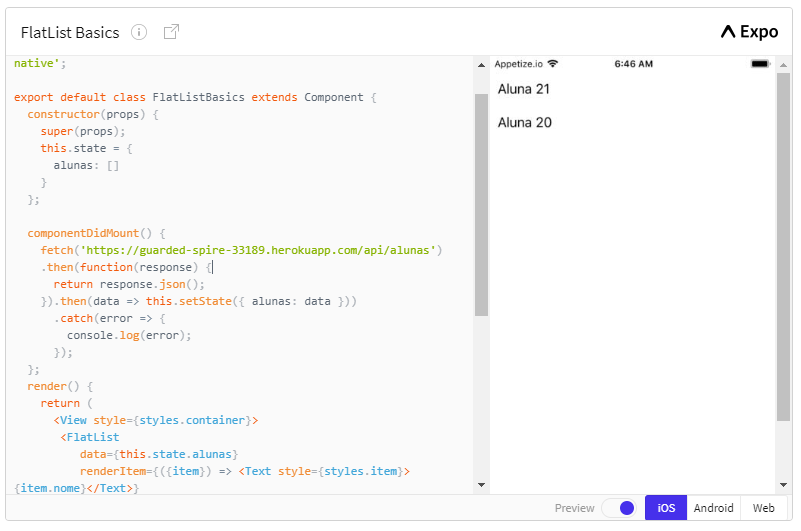 FlatList Basics
Expo
native';
export default class FlatListBasics extends Component {
constructor(props) {
super(props);
this.state = {
alunas: []
}
};
componentDidMount() {
fetch('https://guarded-spire-33189.herokuapp.com/api/alunas')
.then(function(response) {
return response.json();
}).then(data => this.setState({ alunas: data }))
.catch(error => {
console.log(error);
});
};
render() {
return (
<View style={styles.container}>
<FlatList
data={this.state.alunas}
renderItem={({item}) => <Text style={styles.item}>
{item.nome}</Text>}
Appetize.io 6:46 AM
Aluna 21
Aluna 20
Preview iOS Android Web